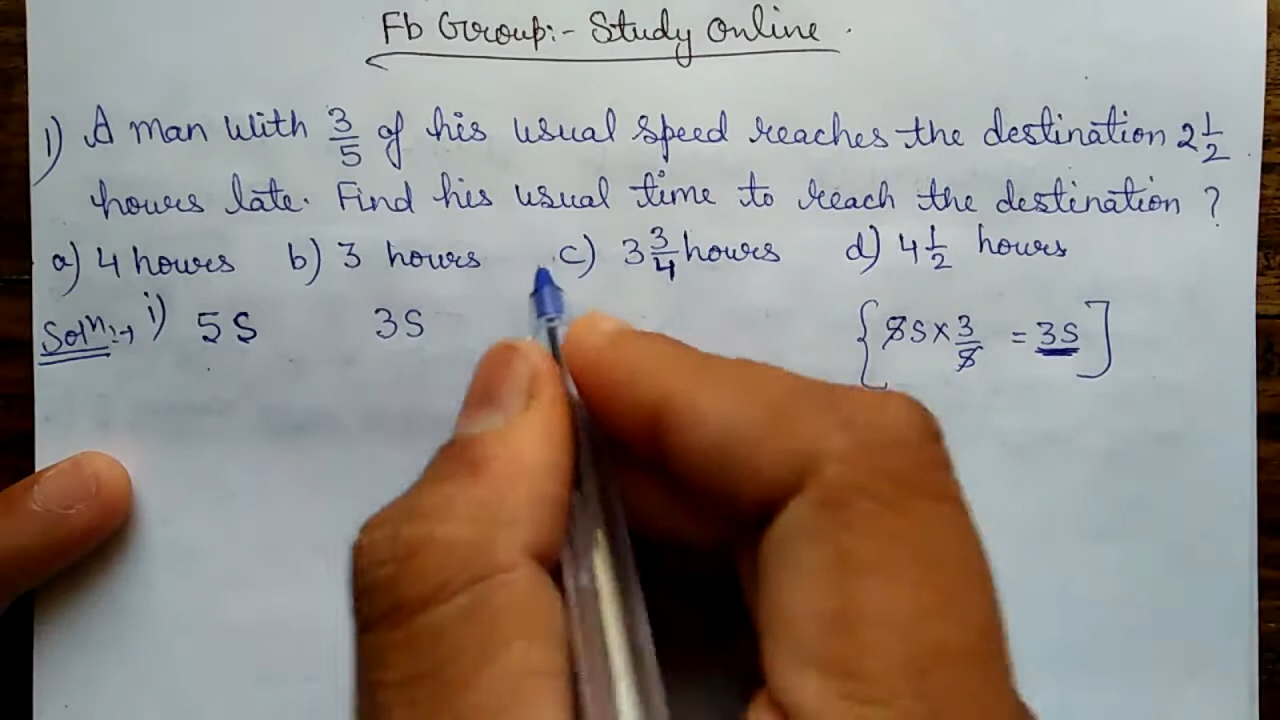 Fb Group:- Study Online.
1) A man with 3/5 of his usual speed reaches the destination 2 1/2
hours late. Find his usual time to reach the destination ?
a) 4 hours b) 3 hours c) 3 3/4 hours d) 4 1/2 hours
Solⁿ:→ i) 5S 3S { 5S × 3/5 = 3S ]